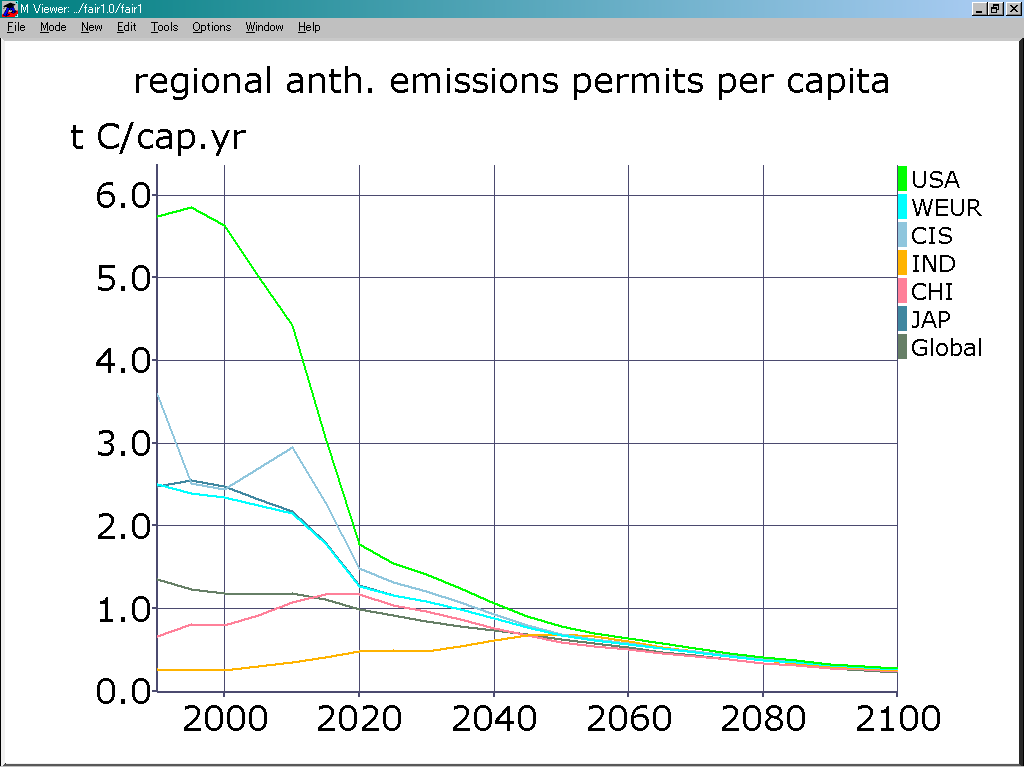 M Viewer: ../fair1.0/fair1
File Mode New Edit Tools Options Window Help
regional anth. emissions permits per capita
t C/cap.yr
6.0
5.0
4.0
3.0
2.0
1.0
0.0
2000 2020 2040 2060 2080 2100
USA
WEUR
CIS
IND
CHI
JAP
Global